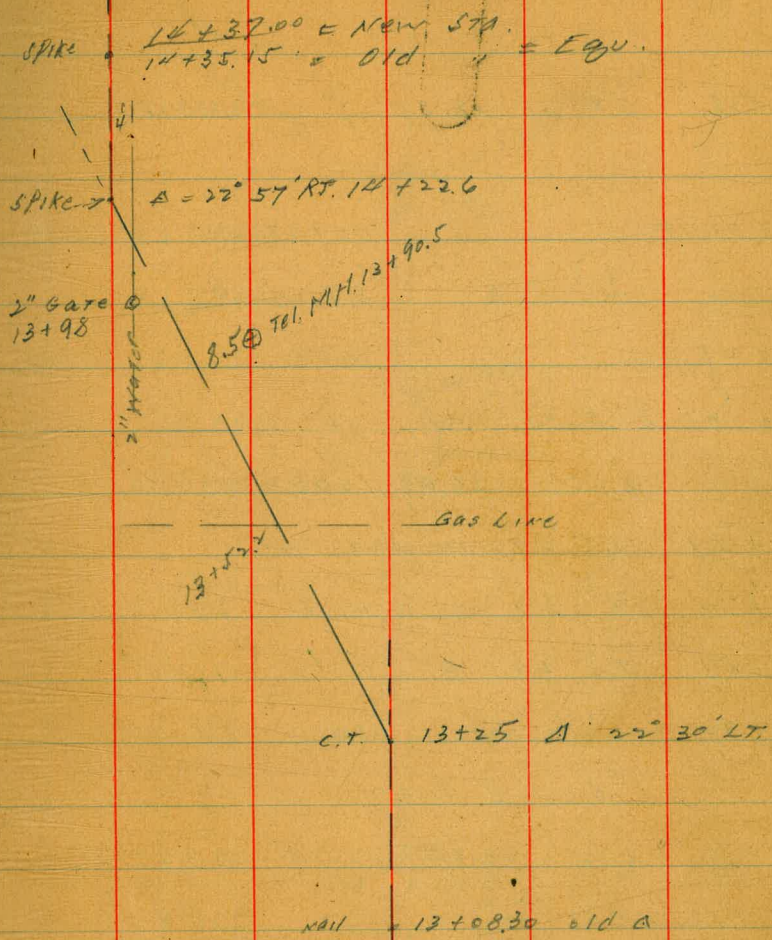 14+37.00 = New Sta.
Spike 14+35.15 = Old " = Equ.
4'
Spike → Δ = 22° 57' RT. 14+22.6
2" Gate
13+98
8.5 Tel. M.H. 13+90.5
2" Water
Gas Line
13+52.2
C.T. 13+25 Δ 22° 30' LT.
Nail = 13+08.30 old Δ